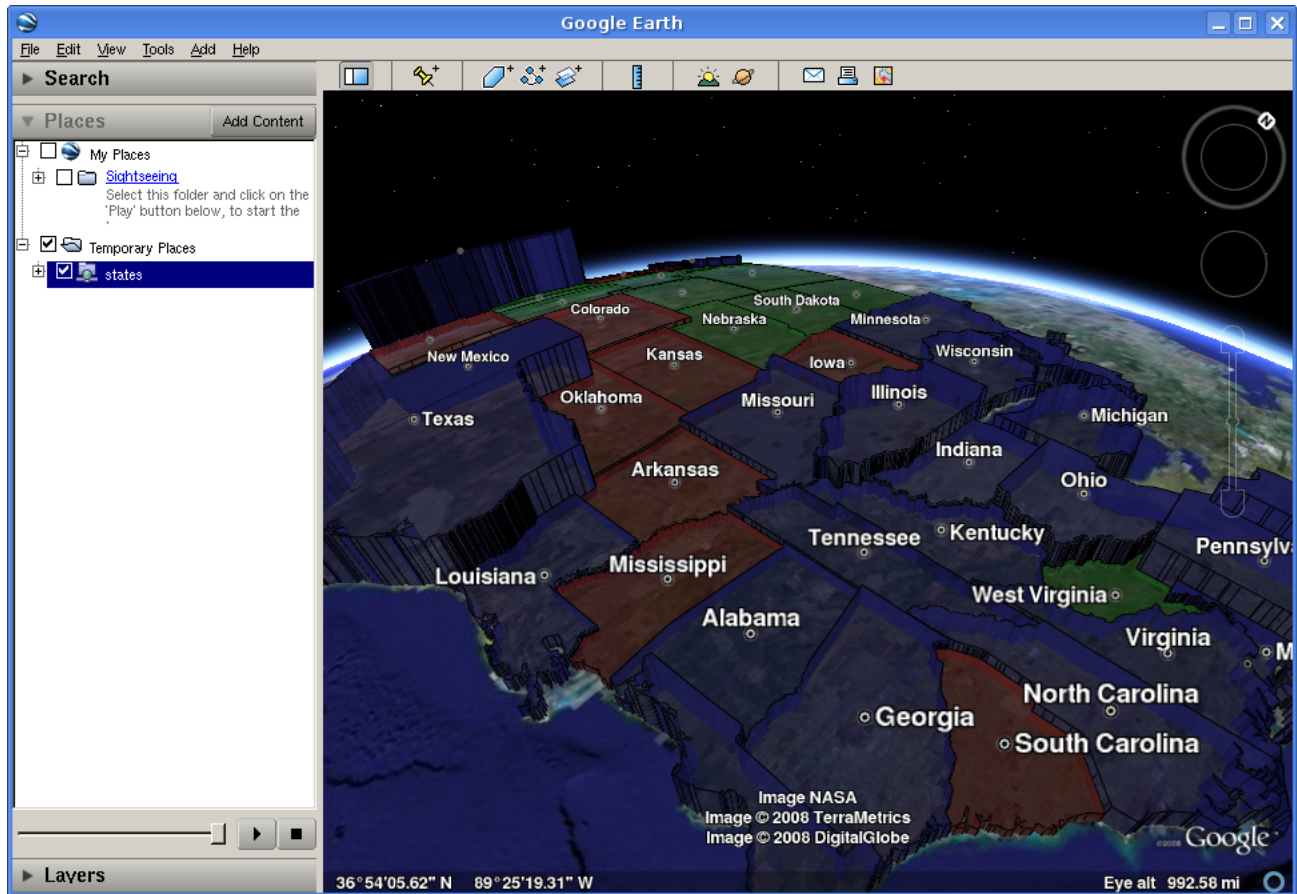 Google Earth
File Edit View Tools Add Help
Search
Places
Add Content
My Places
Sightseeing
Select this folder and click on the
'Play' button below, to start the
Temporary Places
states
Layers
South Dakota
Colorado
Nebraska
Minnesota
New Mexico
Kansas
Iowa
Wisconsin
Oklahoma
Missouri
Illinois
Texas
Michigan
Arkansas
Indiana
Ohio
Tennessee
Kentucky
Pennsylv
Louisiana
Mississippi
West Virginia
Alabama
Virginia
M
North Carolina
Georgia
South Carolina
Image NASA
Image © 2008 TerraMetrics
Image © 2008 DigitalGlobe
©2008 Google
36°54'05.62" N 89°25'19.31" W
Eye alt 992.58 mi